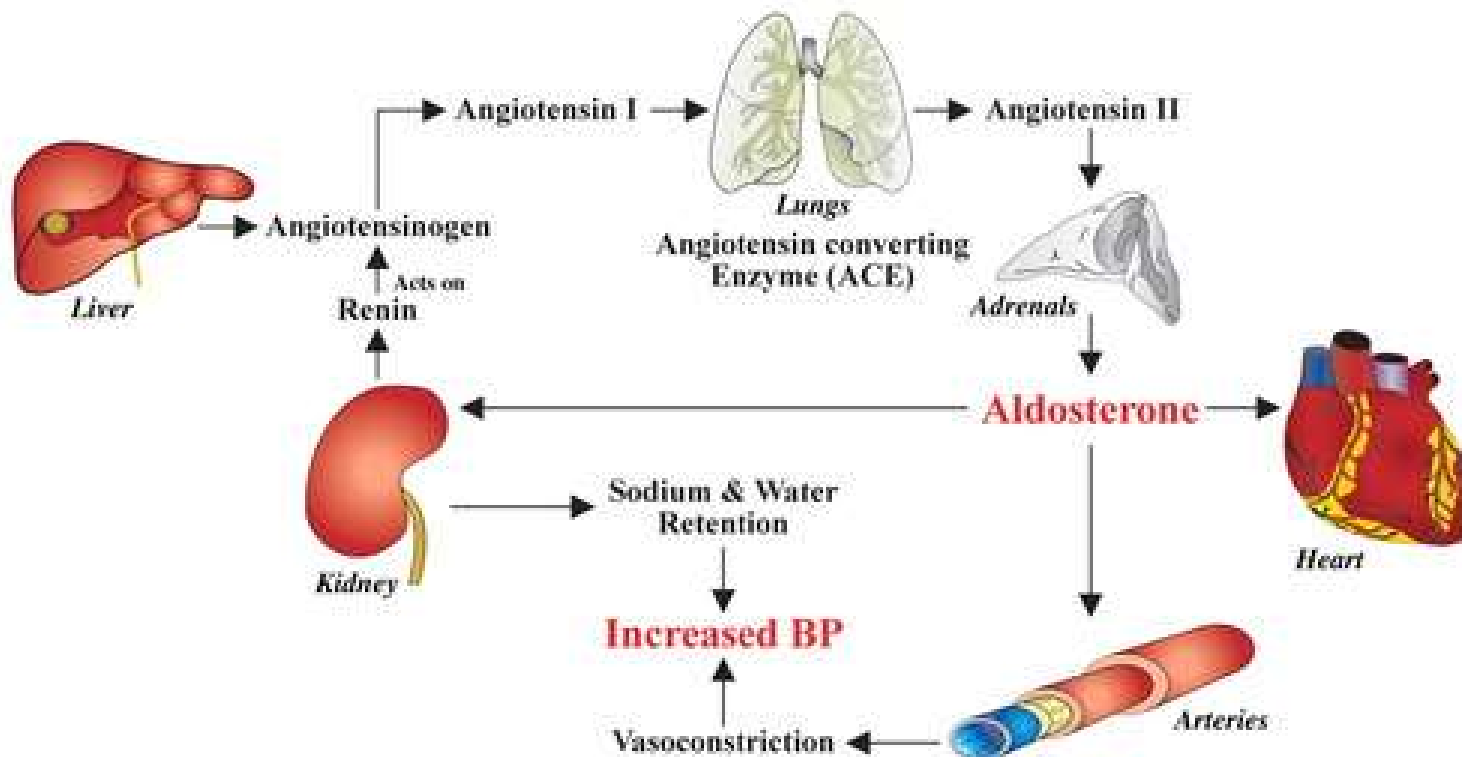 Angiotensin I
Angiotensin II
Lungs
Angiotensin converting
Enzyme (ACE)
Angiotensinogen
Liver
Acts on
Renin
Adrenals
Aldosterone
Sodium & Water
Retention
Kidney
Heart
Increased BP
Arteries
Vasoconstriction